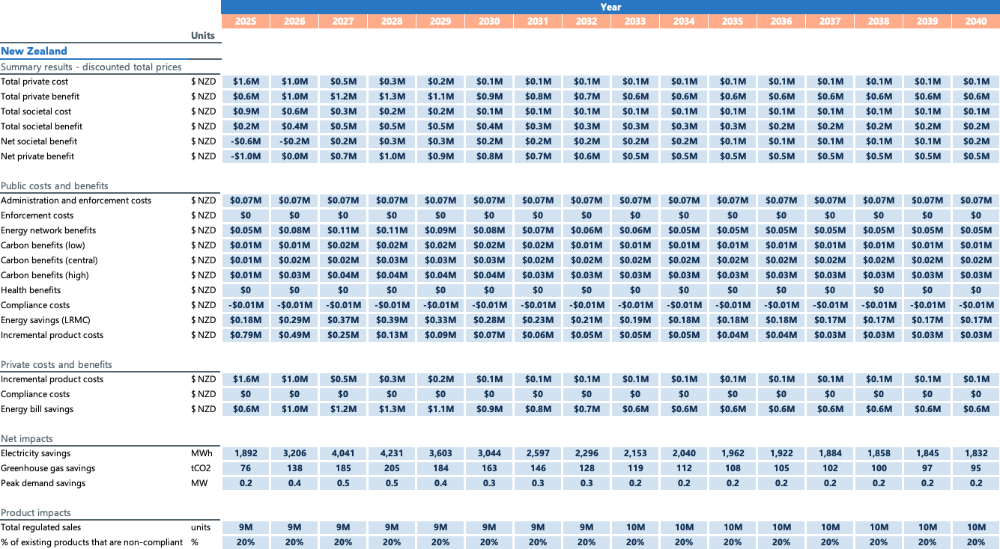 Year
2025 2026 2027 2028 2029 2030 2031 2032 2033 2034 2035 2036 2037 2038 2039 2040
Units
New Zealand
Summary results - discounted total prices
Total private cost $ NZD $1.6M $1.0M $0.5M $0.3M $0.2M $0.1M $0.1M $0.1M $0.1M $0.1M $0.1M $0.1M $0.1M $0.1M $0.1M $0.1M
Total private benefit $ NZD $0.6M $1.0M $1.2M $1.3M $1.1M $0.9M $0.8M $0.7M $0.6M $0.6M $0.6M $0.6M $0.6M $0.6M $0.6M $0.6M
Total societal cost $ NZD $0.9M $0.6M $0.3M $0.2M $0.2M $0.1M $0.1M $0.1M $0.1M $0.1M $0.1M $0.1M $0.1M $0.1M $0.1M $0.1M
Total societal benefit $ NZD $0.2M $0.4M $0.5M $0.5M $0.5M $0.4M $0.3M $0.3M $0.3M $0.3M $0.3M $0.2M $0.2M $0.2M $0.2M $0.2M
Net societal benefit $ NZD -$0.6M -$0.2M $0.2M $0.3M $0.3M $0.2M $0.2M $0.2M $0.2M $0.2M $0.1M $0.1M $0.1M $0.1M $0.1M $0.2M
Net private benefit $ NZD -$1.0M $0.0M $0.7M $1.0M $0.9M $0.8M $0.7M $0.6M $0.5M $0.5M $0.5M $0.5M $0.5M $0.5M $0.5M $0.5M
Public costs and benefits
Administration and enforcement costs $ NZD $0.07M $0.07M $0.07M $0.07M $0.07M $0.07M $0.07M $0.07M $0.07M $0.07M $0.07M $0.07M $0.07M $0.07M $0.07M $0.07M
Enforcement costs $ NZD $0 $0 $0 $0 $0 $0 $0 $0 $0 $0 $0 $0 $0 $0 $0 $0
Energy network benefits $ NZD $0.05M $0.08M $0.11M $0.11M $0.09M $0.08M $0.07M $0.06M $0.06M $0.05M $0.05M $0.05M $0.05M $0.05M $0.05M $0.05M
Carbon benefits (low) $ NZD $0.01M $0.01M $0.02M $0.02M $0.02M $0.02M $0.02M $0.01M $0.01M $0.01M $0.01M $0.01M $0.01M $0.01M $0.01M $0.01M
Carbon benefits (central) $ NZD $0.01M $0.02M $0.02M $0.03M $0.03M $0.03M $0.02M $0.02M $0.02M $0.02M $0.02M $0.02M $0.02M $0.02M $0.02M $0.02M
Carbon benefits (high) $ NZD $0.01M $0.03M $0.04M $0.04M $0.04M $0.04M $0.03M $0.03M $0.03M $0.03M $0.03M $0.03M $0.03M $0.03M $0.03M $0.03M
Health benefits $ NZD $0 $0 $0 $0 $0 $0 $0 $0 $0 $0 $0 $0 $0 $0 $0 $0
Compliance costs $ NZD -$0.01M -$0.01M -$0.01M -$0.01M -$0.01M -$0.01M -$0.01M -$0.01M -$0.01M -$0.01M -$0.01M -$0.01M -$0.01M -$0.01M -$0.01M -$0.01M
Energy savings (LRMC) $ NZD $0.18M $0.29M $0.37M $0.39M $0.33M $0.28M $0.23M $0.21M $0.19M $0.18M $0.18M $0.18M $0.17M $0.17M $0.17M $0.17M
Incremental product costs $ NZD $0.79M $0.49M $0.25M $0.13M $0.09M $0.07M $0.06M $0.05M $0.05M $0.05M $0.04M $0.04M $0.03M $0.03M $0.03M $0.03M
Private costs and benefits
Incremental product costs $ NZD $1.6M $1.0M $0.5M $0.3M $0.2M $0.1M $0.1M $0.1M $0.1M $0.1M $0.1M $0.1M $0.1M $0.1M $0.1M $0.1M
Compliance costs $ NZD $0 $0 $0 $0 $0 $0 $0 $0 $0 $0 $0 $0 $0 $0 $0 $0
Energy bill savings $ NZD $0.6M $1.0M $1.2M $1.3M $1.1M $0.9M $0.8M $0.7M $0.6M $0.6M $0.6M $0.6M $0.6M $0.6M $0.6M $0.6M
Net impacts
Electricity savings MWh 1,892 3,206 4,041 4,231 3,603 3,044 2,597 2,296 2,153 2,040 1,962 1,922 1,884 1,858 1,845 1,832
Greenhouse gas savings tCO2 76 138 185 205 184 163 146 128 119 112 108 105 102 100 97 95
Peak demand savings MW 0.2 0.4 0.5 0.5 0.4 0.3 0.3 0.3 0.2 0.2 0.2 0.2 0.2 0.2 0.2 0.2
Product impacts
Total regulated sales units 9M 9M 9M 9M 9M 9M 9M 9M 10M 10M 10M 10M 10M 10M 10M 10M
% of existing products that are non-compliant % 20% 20% 20% 20% 20% 20% 20% 20% 20% 20% 20% 20% 20% 20% 20% 20%